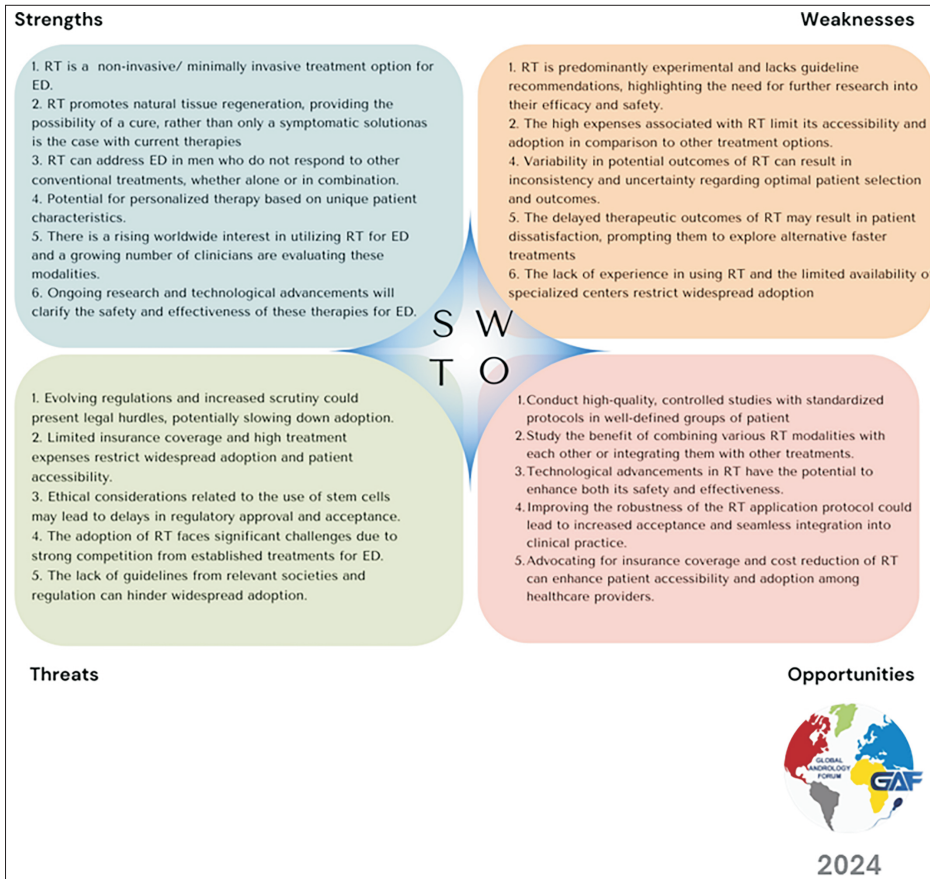 Strengths
Weaknesses
1. RT is a non-invasive/ minimally invasive treatment option for
ED.
2. RT promotes natural tissue regeneration, providing the
possibility of a cure, rather than only a symptomatic solutionas
is the case with current therapies
3. RT can address ED in men who do not respond to other
conventional treatments, whether alone or in combination.
4. Potential for personalized therapy based on unique patient
characteristics.
5. There is a rising worldwide interest in utilizing RT for ED
and a growing number of clinicians are evaluating these
modalities.
6. Ongoing research and technological advancements will
clarify the safety and effectiveness of these therapies for ED.
1. RT is predominantly experimental and lacks guideline
recommendations, highlighting the need for further research into
their efficacy and safety.
2. The high expenses associated with RT limit its accessibility and
adoption in comparison to other treatment options.
4. Variability in potential outcomes of RT can result in
inconsistency and uncertainty regarding optimal patient selection
and outcomes.
5. The delayed therapeutic outcomes of RT may result in patient
dissatisfaction, prompting them to explore alternative faster
treatments
6. The lack of experience in using RT and the limited availability o
specialized centers restrict widespread adoption
S W
T O
1. Evolving regulations and increased scrutiny could
present legal hurdles, potentially slowing down adoption.
2. Limited insurance coverage and high treatment
expenses restrict widespread adoption and patient
accessibility.
3. Ethical considerations related to the use of stem cells
may lead to delays in regulatory approval and acceptance.
4. The adoption of RT faces significant challenges due to
strong competition from established treatments for ED.
5. The lack of guidelines from relevant societies and
regulation can hinder widespread adoption.
1.Conduct high-quality, controlled studies with standardized
protocols in well-defined groups of patient
2.Study the benefit of combining various RT modalities with
each other or integrating them with other treatments.
3.Technological advancements in RT have the potential to
enhance both its safety and effectiveness.
4.Improving the robustness of the RT application protocol could
lead to increased acceptance and seamless integration into
clinical practice.
5.Advocating for insurance coverage and cost reduction of RT
can enhance patient accessibility and adoption among
healthcare providers.
Threats
Opportunities
GLOBAL
ANDROLOGY
FORUM
GAF
2024